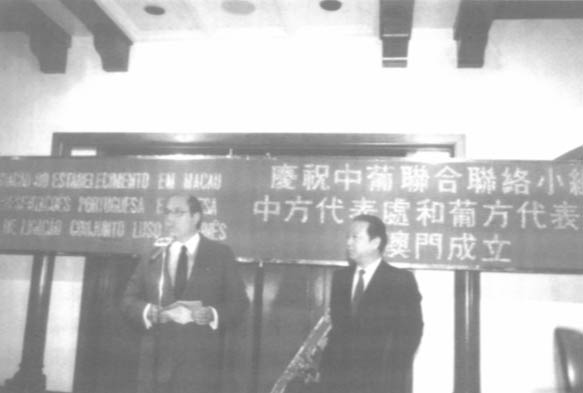 AO ESTABELECIMENTO EM MACAU
PORTUGUESA E
DE LIGAÇÃO CONJUNTO LUSO
慶祝中葡聯合聯絡小組
中方代表處和葡方代表
澳門成立